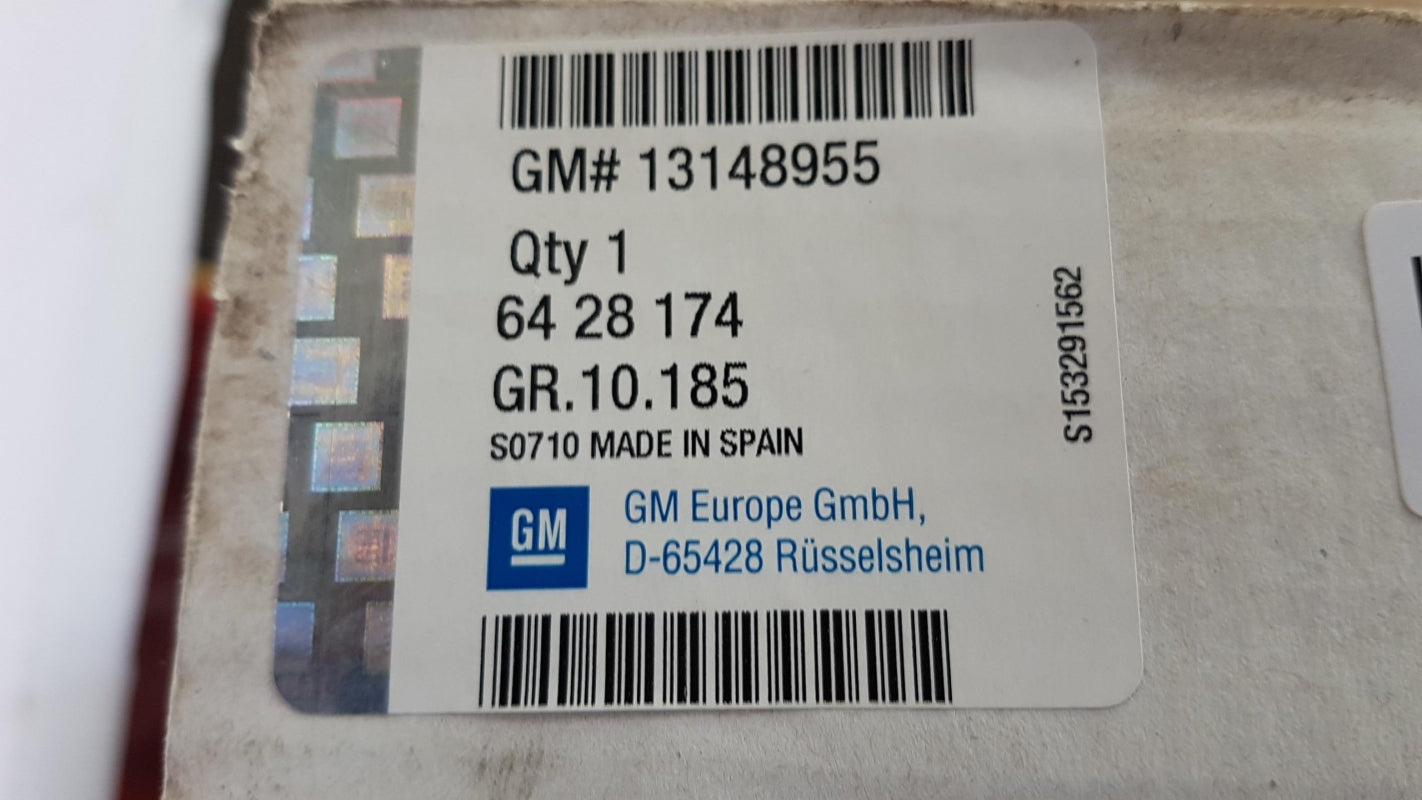 GM# 13148955
Qty 1
64 28 174
GR.10.185
S0710 MADE IN SPAIN
GM
GM Europe GmbH,
D-65428 Rüsselsheim
S153291562